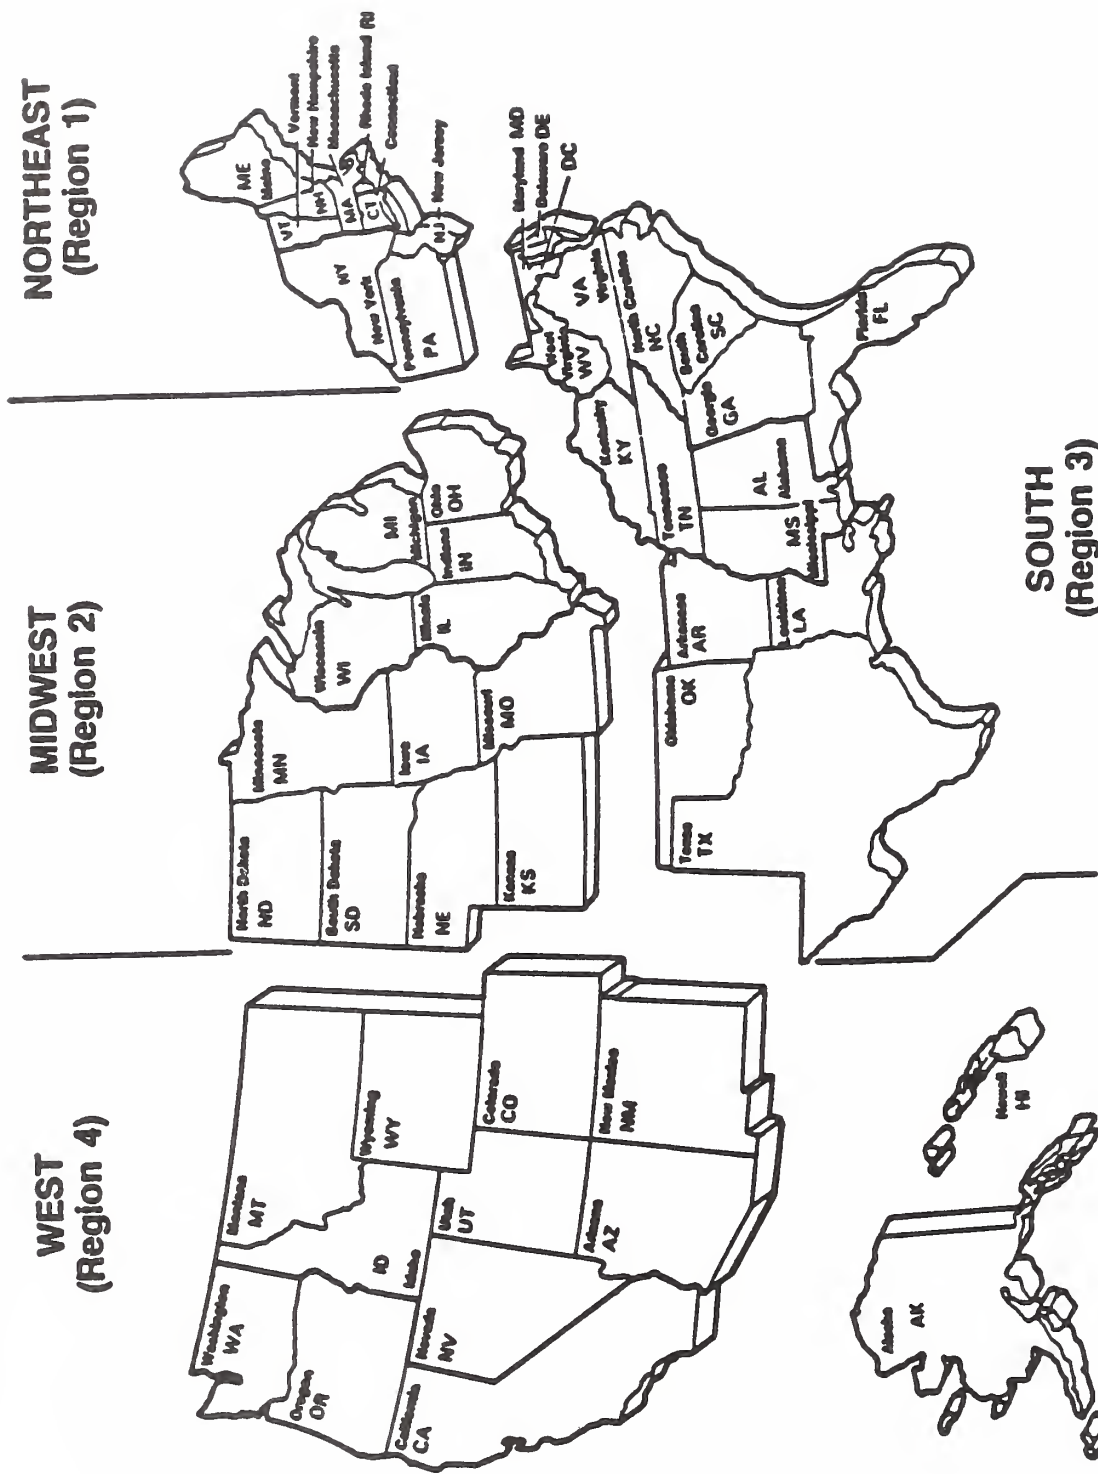 WEST
(Region 4)
MIDWEST
(Region 2)
NORTHEAST
(Region 1)
SOUTH
(Region 3)
Washington
WA
Oregon
OR
California
CA
Nevada
NV
Idaho
ID
Montana
MT
Wyoming
WY
Utah
UT
Colorado
CO
Arizona
AZ
New Mexico
NM
Alaska
AK
Hawaii
HI
North Dakota
ND
South Dakota
SD
Nebraska
NE
Kansas
KS
Minnesota
MN
Iowa
IA
Missouri
MO
Wisconsin
WI
Illinois
IL
Michigan
MI
Indiana
IN
Ohio
OH
ME
Maine
VT
Vermont
NH
New Hampshire
MA
Massachusetts
Rhode Island (RI
CT
Connecticut
NY
New York
NJ
New Jersey
Pennsylvania
PA
Maryland MD
Delaware DE
DC
West
Virginia
WV
VA
Virginia
Kentucky
KY
Tennessee
TN
North Carolina
NC
South
Carolina
SC
Georgia
GA
Florida
FL
AL
Alabama
MS
Mississippi
Arkansas
AR
Louisiana
LA
Oklahoma
OK
Texas
TX